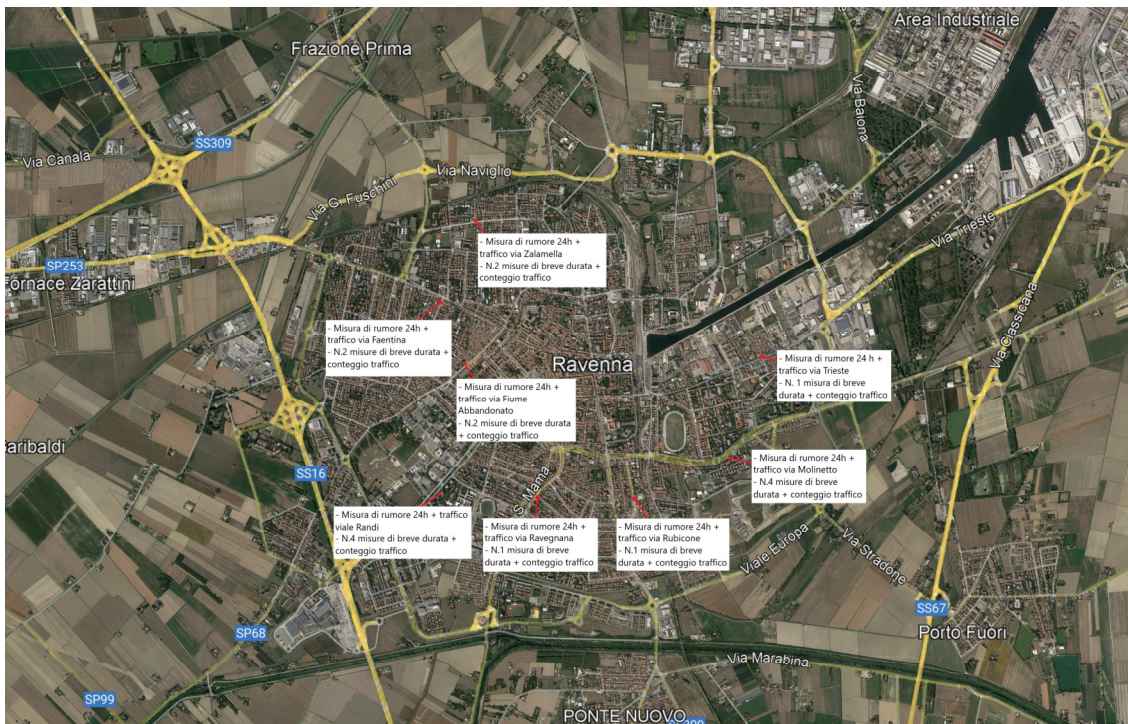 Area Industriale
Frazione Prima
Via Baiona
SS309
Via Canala
Via Naviglio
Via G. Fuschini
- Misura di rumore 24h +
traffico via Zalamella
- N.2 misure di breve durata +
conteggio traffico
Via Trieste
SP253
Fornace Zarattini
- Misura di rumore 24h +
traffico via Faentina
- N.2 misure di breve durata +
conteggio traffico
Via Classicana
Ravenna
- Misura di rumore 24 h +
traffico via Trieste
- N. 1 misura di breve
durata + conteggio traffico
- Misura di rumore 24h +
traffico via Fiume
Abbandonato
- N.2 misure di breve durata
+ conteggio traffico
Garibaldi
SS16
- Misura di rumore 24h +
traffico via Molinetto
- N.4 misure di breve
durata + conteggio traffico
S. Mama
- Misura di rumore 24h + traffico
viale Randi
- N.4 misure di breve durata +
conteggio traffico
- Misura di rumore 24h +
traffico via Ravegnana
- N.1 misura di breve
durata + conteggio traffico
- Misura di rumore 24h +
traffico via Rubicone
- N.1 misura di breve
durata + conteggio traffico
Viale Europa
Via Stradone
SS67
SP68
Porto Fuori
Via Marabina
SP99
PONTE NUOVO